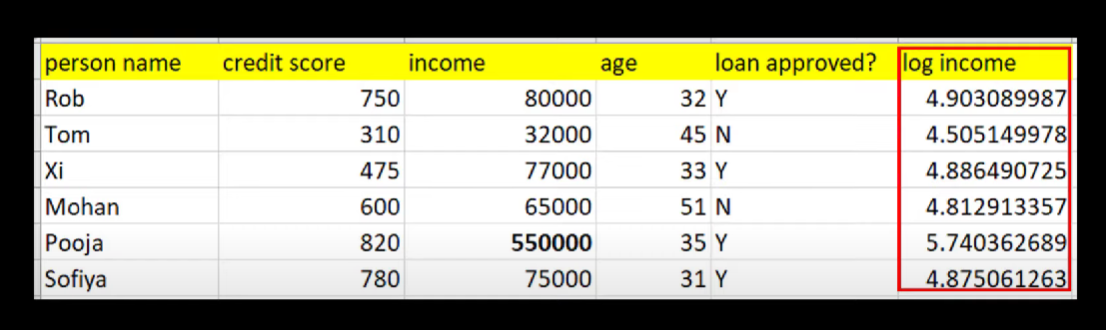 person name credit score income age loan approved? log income
Rob 750 80000 32 Y 4.903089987
Tom 310 32000 45 N 4.505149978
Xi 475 77000 33 Y 4.886490725
Mohan 600 65000 51 N 4.812913357
Pooja 820 550000 35 Y 5.740362689
Sofiya 780 75000 31 Y 4.875061263